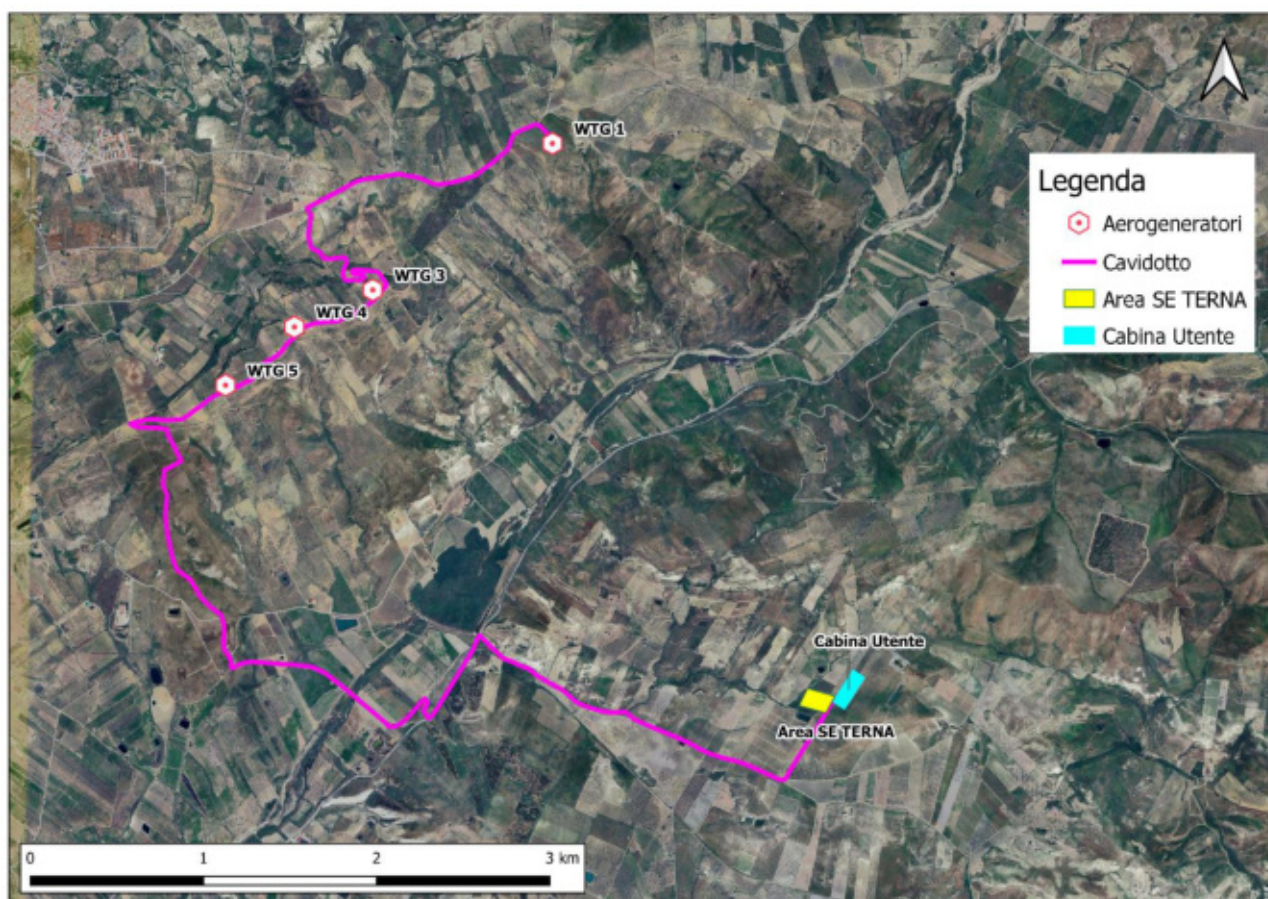 WTG 1
Legenda
Aerogeneratori
Cavidotto
Area SE TERNA
Cabina Utente
WTG 3
WTG 4
WTG 5
Cabina Utente
Area SE TERNA
0 1 2 3 km